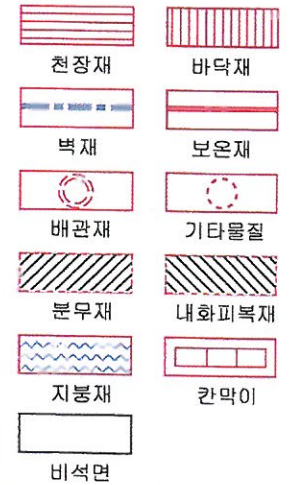 천장재 바닥재
벽재 보온재
배관재 기타물질
분무재 내화피복재
지붕재 칸막이
비석면